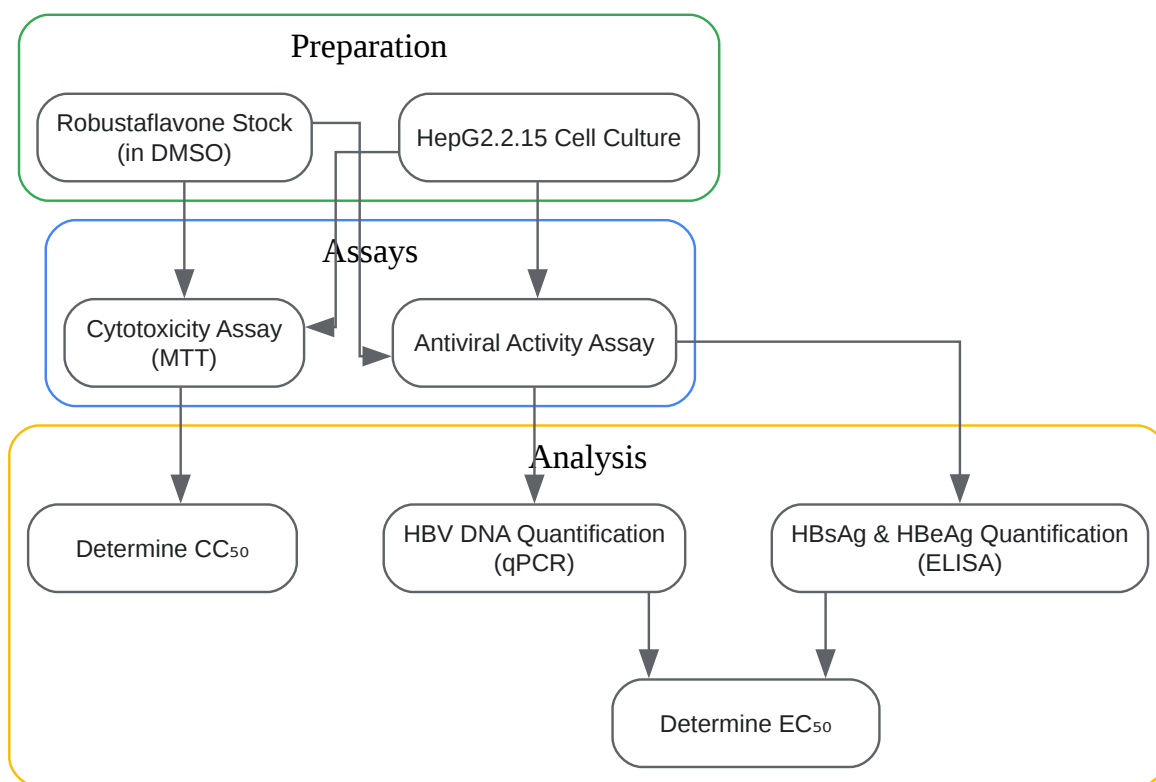 Preparation
Robustaflavone Stock
(in DMSO)
HepG2.2.15 Cell Culture
Assays
Cytotoxicity Assay
(MTT)
Antiviral Activity Assay
Analysis
Determine CC₅₀
HBV DNA Quantification
(qPCR)
HBsAg & HBeAg Quantification
(ELISA)
Determine EC₅₀